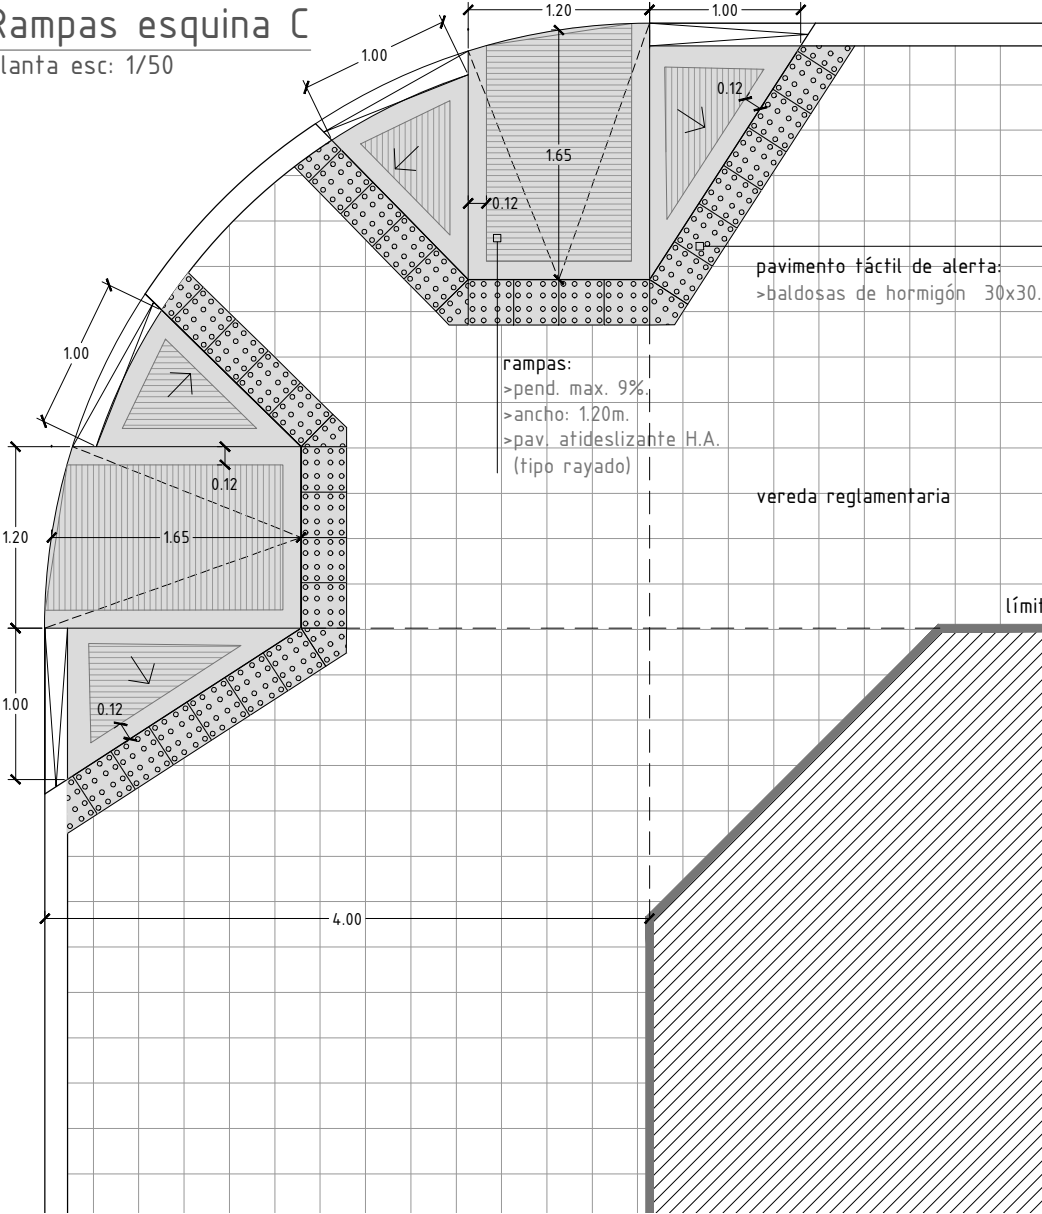 Rampas esquina C
lanta esc: 1/50
1.20
1.00
1.00
0.12
1.65
0.12
pavimento táctil de alerta:
>baldosas de hormigón 30x30.
1.00
rampas:
>pend. max. 9%.
>ancho: 1.20m.
>pav. atideslizante H.A.
(tipo rayado)
0.12
vereda reglamentaria
1.20
1.65
límit
1.00
0.12
4.00